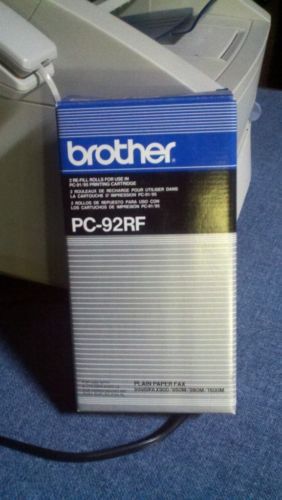 brother
2 RE-FILL ROLLS FOR USE IN
PC-91/95 PRINTING CARTRIDGE
2 ROULEAUX DE RECHARGE POUR UTILISER DANS
LA CARTOUCHE D'IMPRESSION PC-91/95
2 ROLLOS DE REPUESTO PARA USO CON
LOS CARTUCHOS DE IMPRESIÓN PC-91/95
PC-92RF
PLAIN PAPER FAX